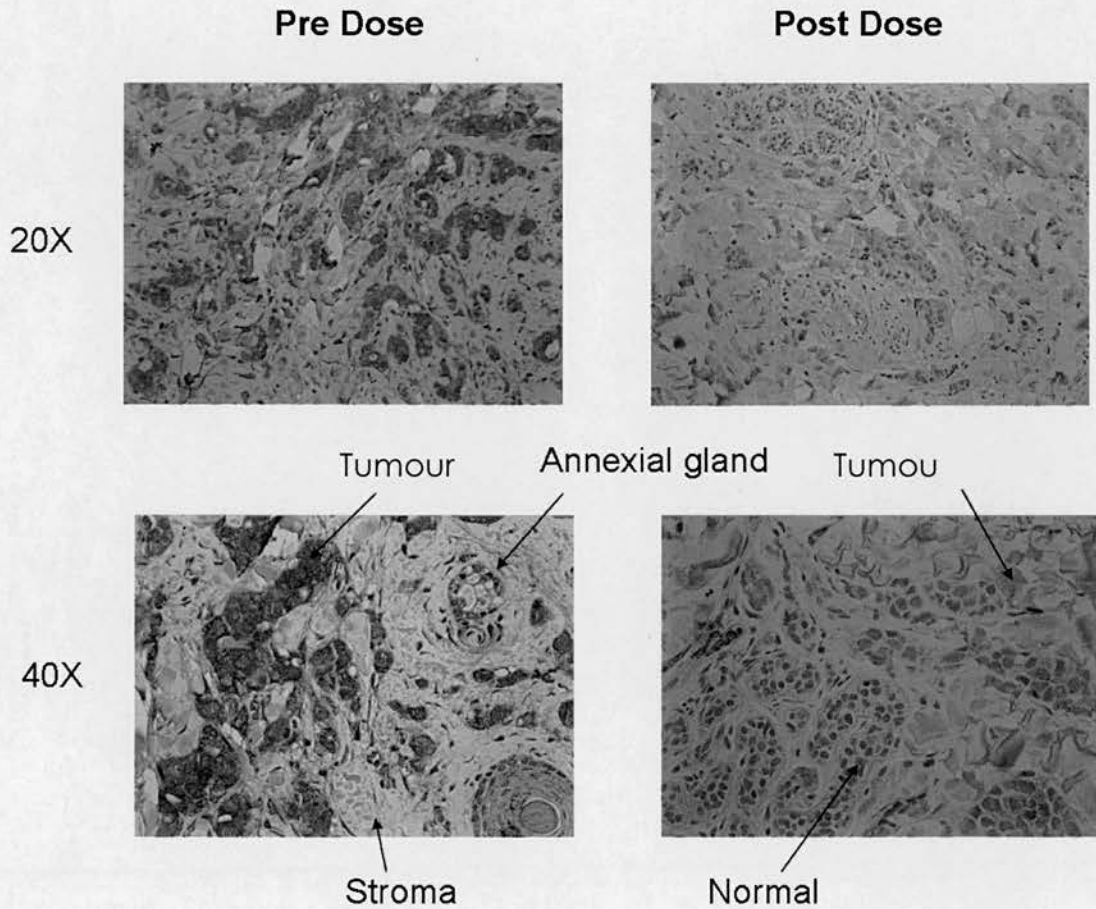 Pre Dose Post Dose
20X
Tumour Annexial gland Tumou
40X
Stroma Normal